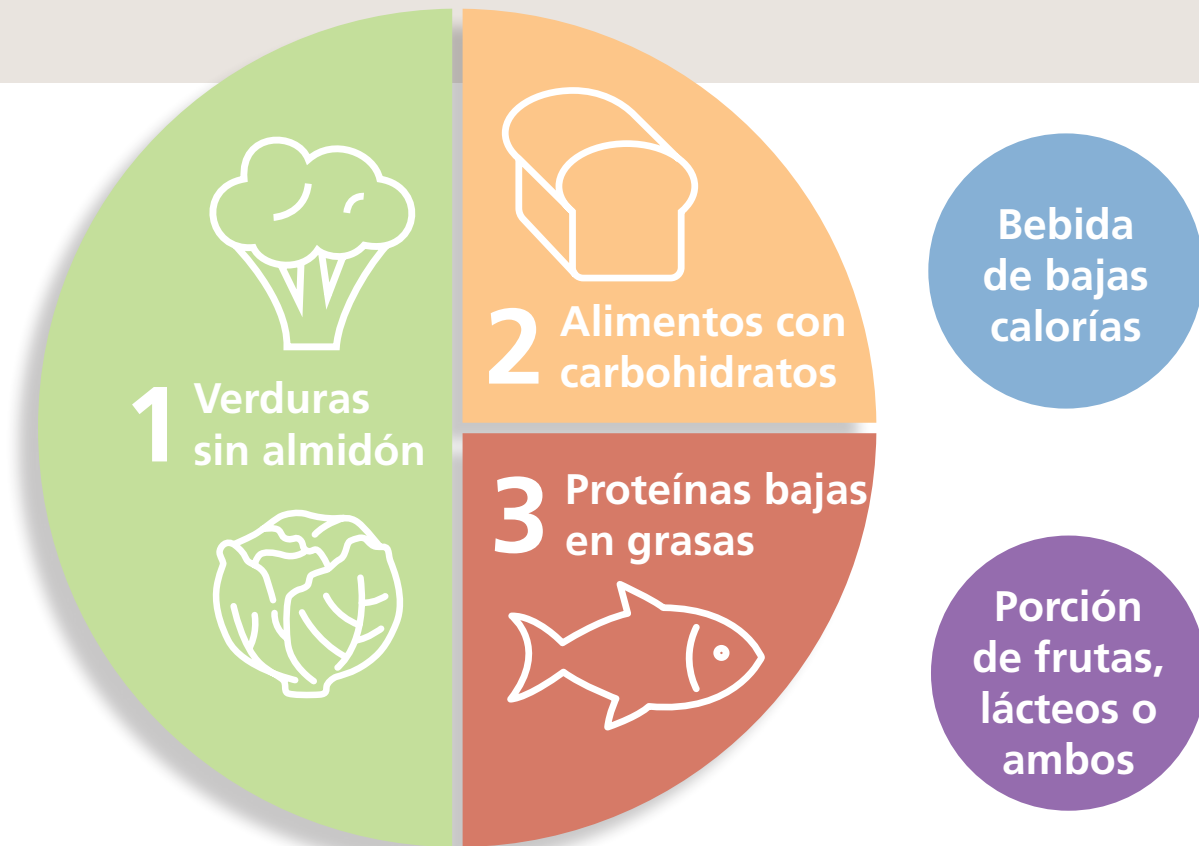 1 Verduras
sin almidón
2 Alimentos con
carbohidratos
3 Proteínas bajas
en grasas
Bebida
de bajas
calorías
Porción
de frutas,
lácteos o
ambos